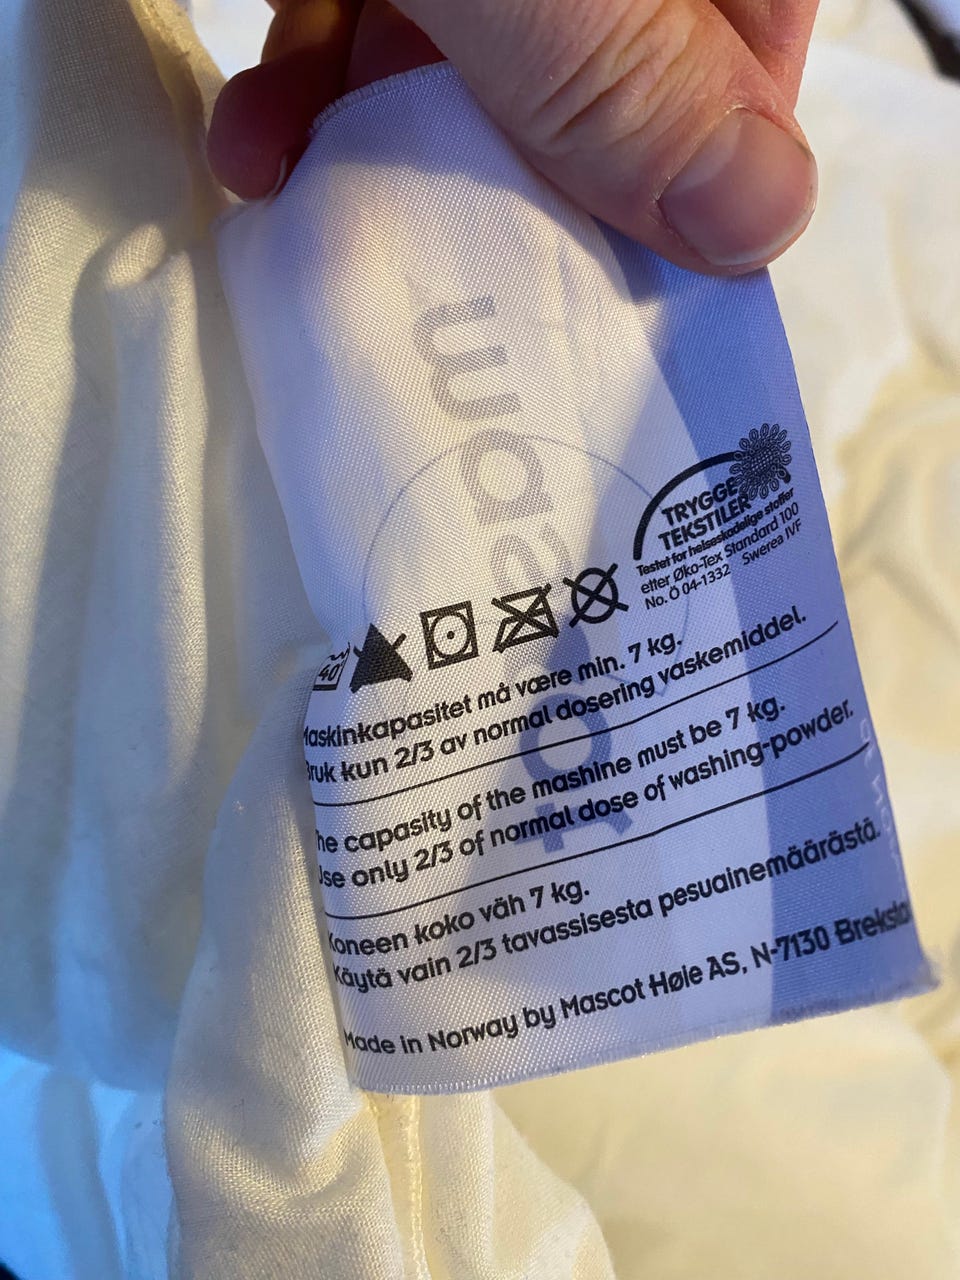 TRYGGE
TEKSTILER
Testet for helseskadelige stoffer
etter Øko-Tex Standard 100
No. Ö 04-1332 Swerea IVF
40°
Maskinkapasitet må være min. 7 kg.
Bruk kun 2/3 av normal dosering vaskemiddel.
The capasity of the mashine must be 7 kg.
Use only 2/3 of normal dose of washing-powder.
Koneen koko väh 7 kg.
Käytä vain 2/3 tavassisesta pesuainemäärästä.
Made in Norway by Mascot Høie AS, N-7130